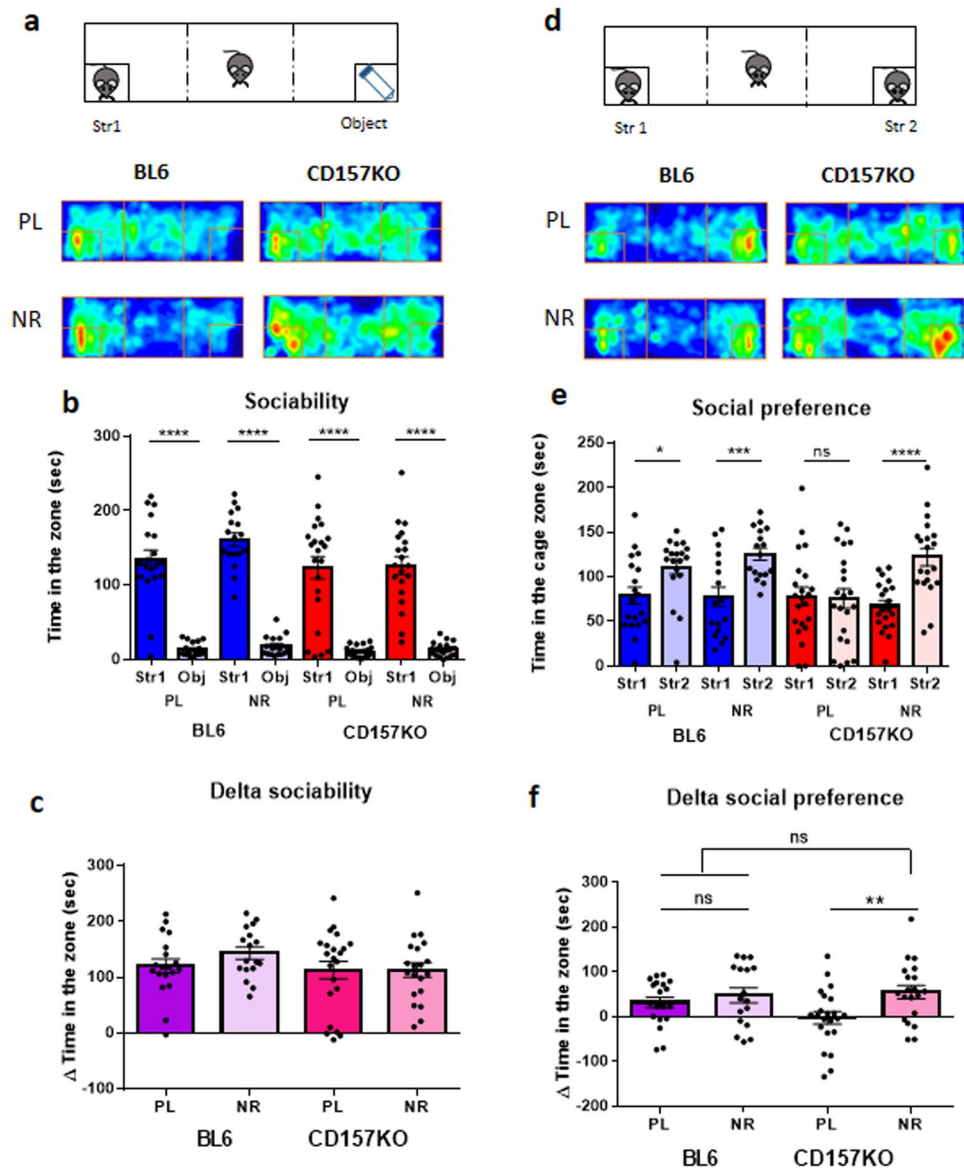 a
Str1 Object
BL6 CD157KO
PL
NR
b
Sociability
**** **** **** ****
Time in the zone (sec)
300
200
100
0
Str1 Obj Str1 Obj Str1 Obj Str1 Obj
PL NR PL NR
BL6 CD157KO
c
Delta sociability
Δ Time in the zone (sec)
300
200
100
0
-100
PL NR PL NR
BL6 CD157KO
d
Str 1 Str 2
BL6 CD157KO
PL
NR
e
Social preference
* *** ns ****
Time in the cage zone (sec)
250
200
150
100
50
0
Str1 Str2 Str1 Str2 Str1 Str2 Str1 Str2
PL NR PL NR
BL6 CD157KO
f
Delta social preference
ns
ns **
Δ Time in the zone (sec)
300
200
100
0
-100
-200
PL NR PL NR
BL6 CD157KO